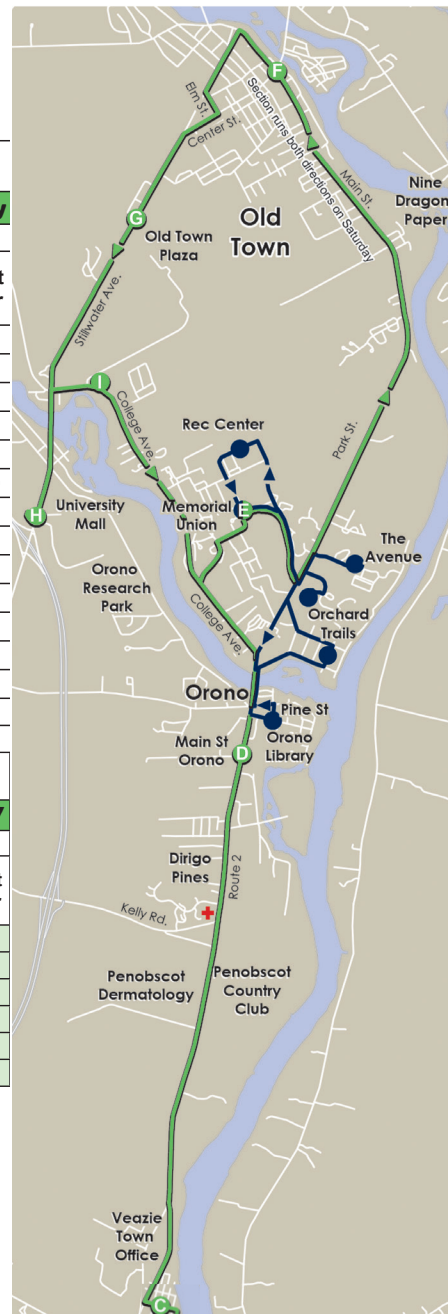 F
Elm St.
Center St.
Section runs both directions on Saturday
Main St.
Nine
Dragon
Paper
G
Old Town
Plaza
Old
Town
Stillwater Ave.
I
College Ave.
Rec Center
Park St.
H
University
Mall
Memorial
Union
E
The
Avenue
Orono
Research
Park
Orchard
Trails
College Ave.
Orono
Pine St
Main St
Orono
Orono
Library
D
Dirigo
Pines
Route 2
Kelly Rd.
Penobscot
Dermatology
Penobscot
Country
Club
Veazie
Town
Office
C